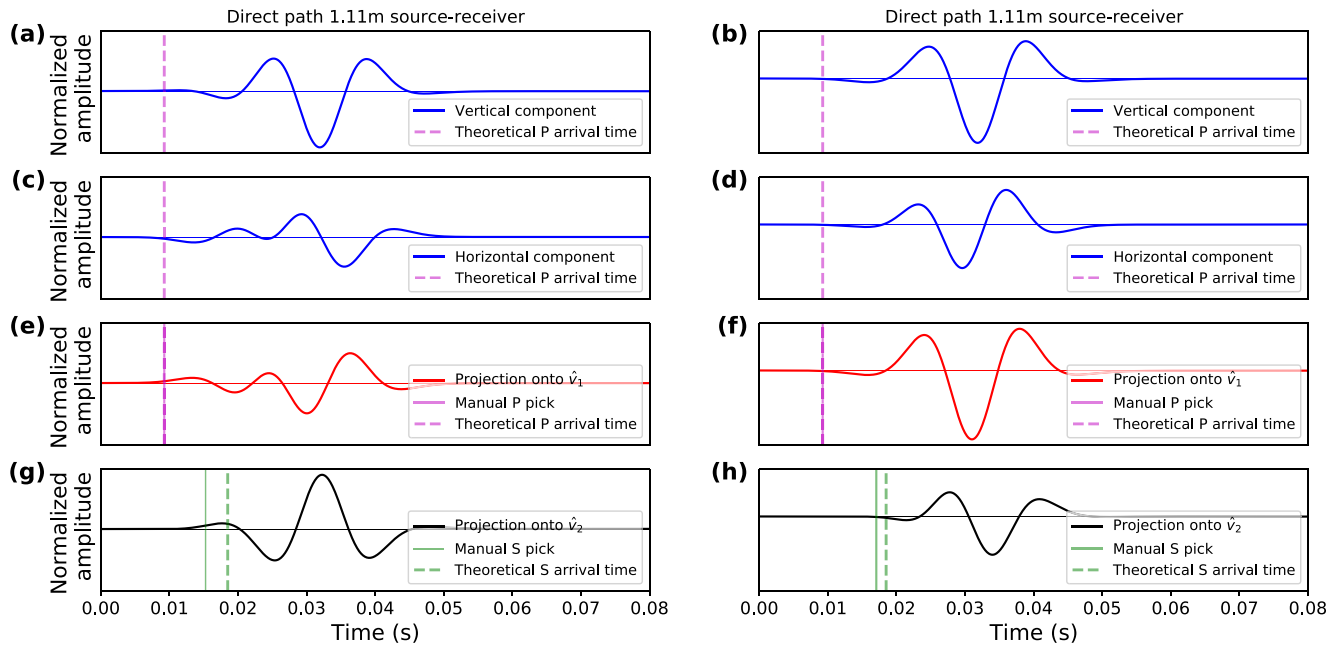 Direct path 1.11m source-receiver
(a)
Normalized
amplitude
Vertical component
Theoretical P arrival time
Direct path 1.11m source-receiver
(b)
Vertical component
Theoretical P arrival time
(c)
Normalized
amplitude
Horizontal component
Theoretical P arrival time
(d)
Horizontal component
Theoretical P arrival time
(e)
Normalized
amplitude
Projection onto v̂₁
Manual P pick
Theoretical P arrival time
(f)
Projection onto v̂₁
Manual P pick
Theoretical P arrival time
(g)
Normalized
amplitude
Projection onto v̂₂
Manual S pick
Theoretical S arrival time
0.00 0.01 0.02 0.03 0.04 0.05 0.06 0.07 0.08
Time (s)
(h)
Projection onto v̂₂
Manual S pick
Theoretical S arrival time
0.00 0.01 0.02 0.03 0.04 0.05 0.06 0.07 0.08
Time (s)